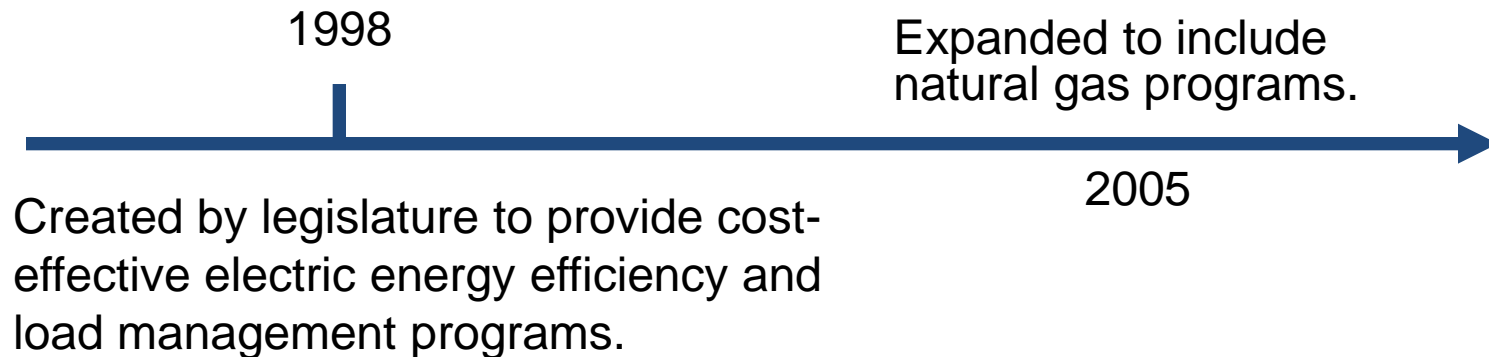 1998
Created by legislature to provide cost-
effective electric energy efficiency and
load management programs.
Expanded to include
natural gas programs.
2005